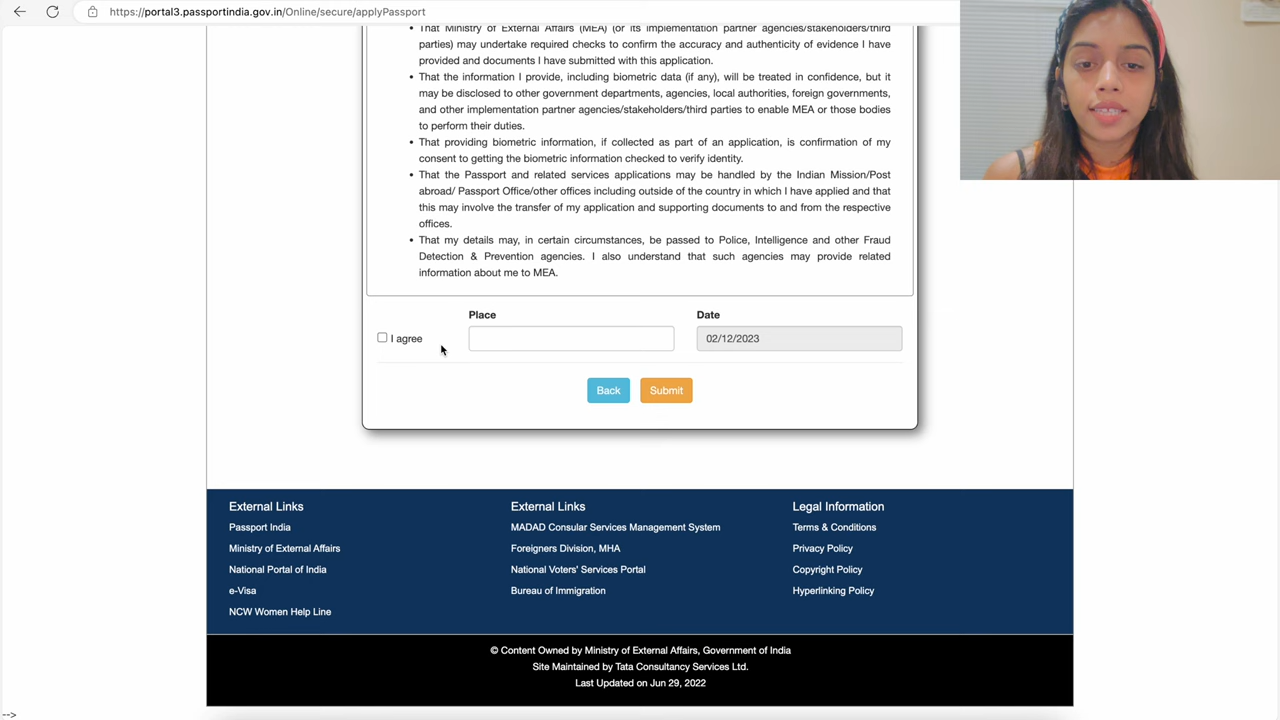 https://portal3.passportindia.gov.in/Online/secure/applyPassport
• That Ministry of External Affairs (MEA) (or its implementation partner agencies/stakeholders/third
parties) may undertake required checks to confirm the accuracy and authenticity of evidence I have
provided and documents I have submitted with this application.
• That the information I provide, including biometric data (if any), will be treated in confidence, but it
may be disclosed to other government departments, agencies, local authorities, foreign governments,
and other implementation partner agencies/stakeholders/third parties to enable MEA or those bodies
to perform their duties.
• That providing biometric information, if collected as part of an application, is confirmation of my
consent to getting the biometric information checked to verify identity.
• That the Passport and related services applications may be handled by the Indian Mission/Post
abroad/ Passport Office/other offices including outside of the country in which I have applied and that
this may involve the transfer of my application and supporting documents to and from the respective
offices.
• That my details may, in certain circumstances, be passed to Police, Intelligence and other Fraud
Detection & Prevention agencies. I also understand that such agencies may provide related
information about me to MEA.
Place
Date
I agree
02/12/2023
Back
Submit
External Links
Passport India
Ministry of External Affairs
National Portal of India
e-Visa
NCW Women Help Line
External Links
MADAD Consular Services Management System
Foreigners Division, MHA
National Voters' Services Portal
Bureau of Immigration
Legal Information
Terms & Conditions
Privacy Policy
Copyright Policy
Hyperlinking Policy
© Content Owned by Ministry of External Affairs, Government of India
Site Maintained by Tata Consultancy Services Ltd.
Last Updated on Jun 29, 2022
-->